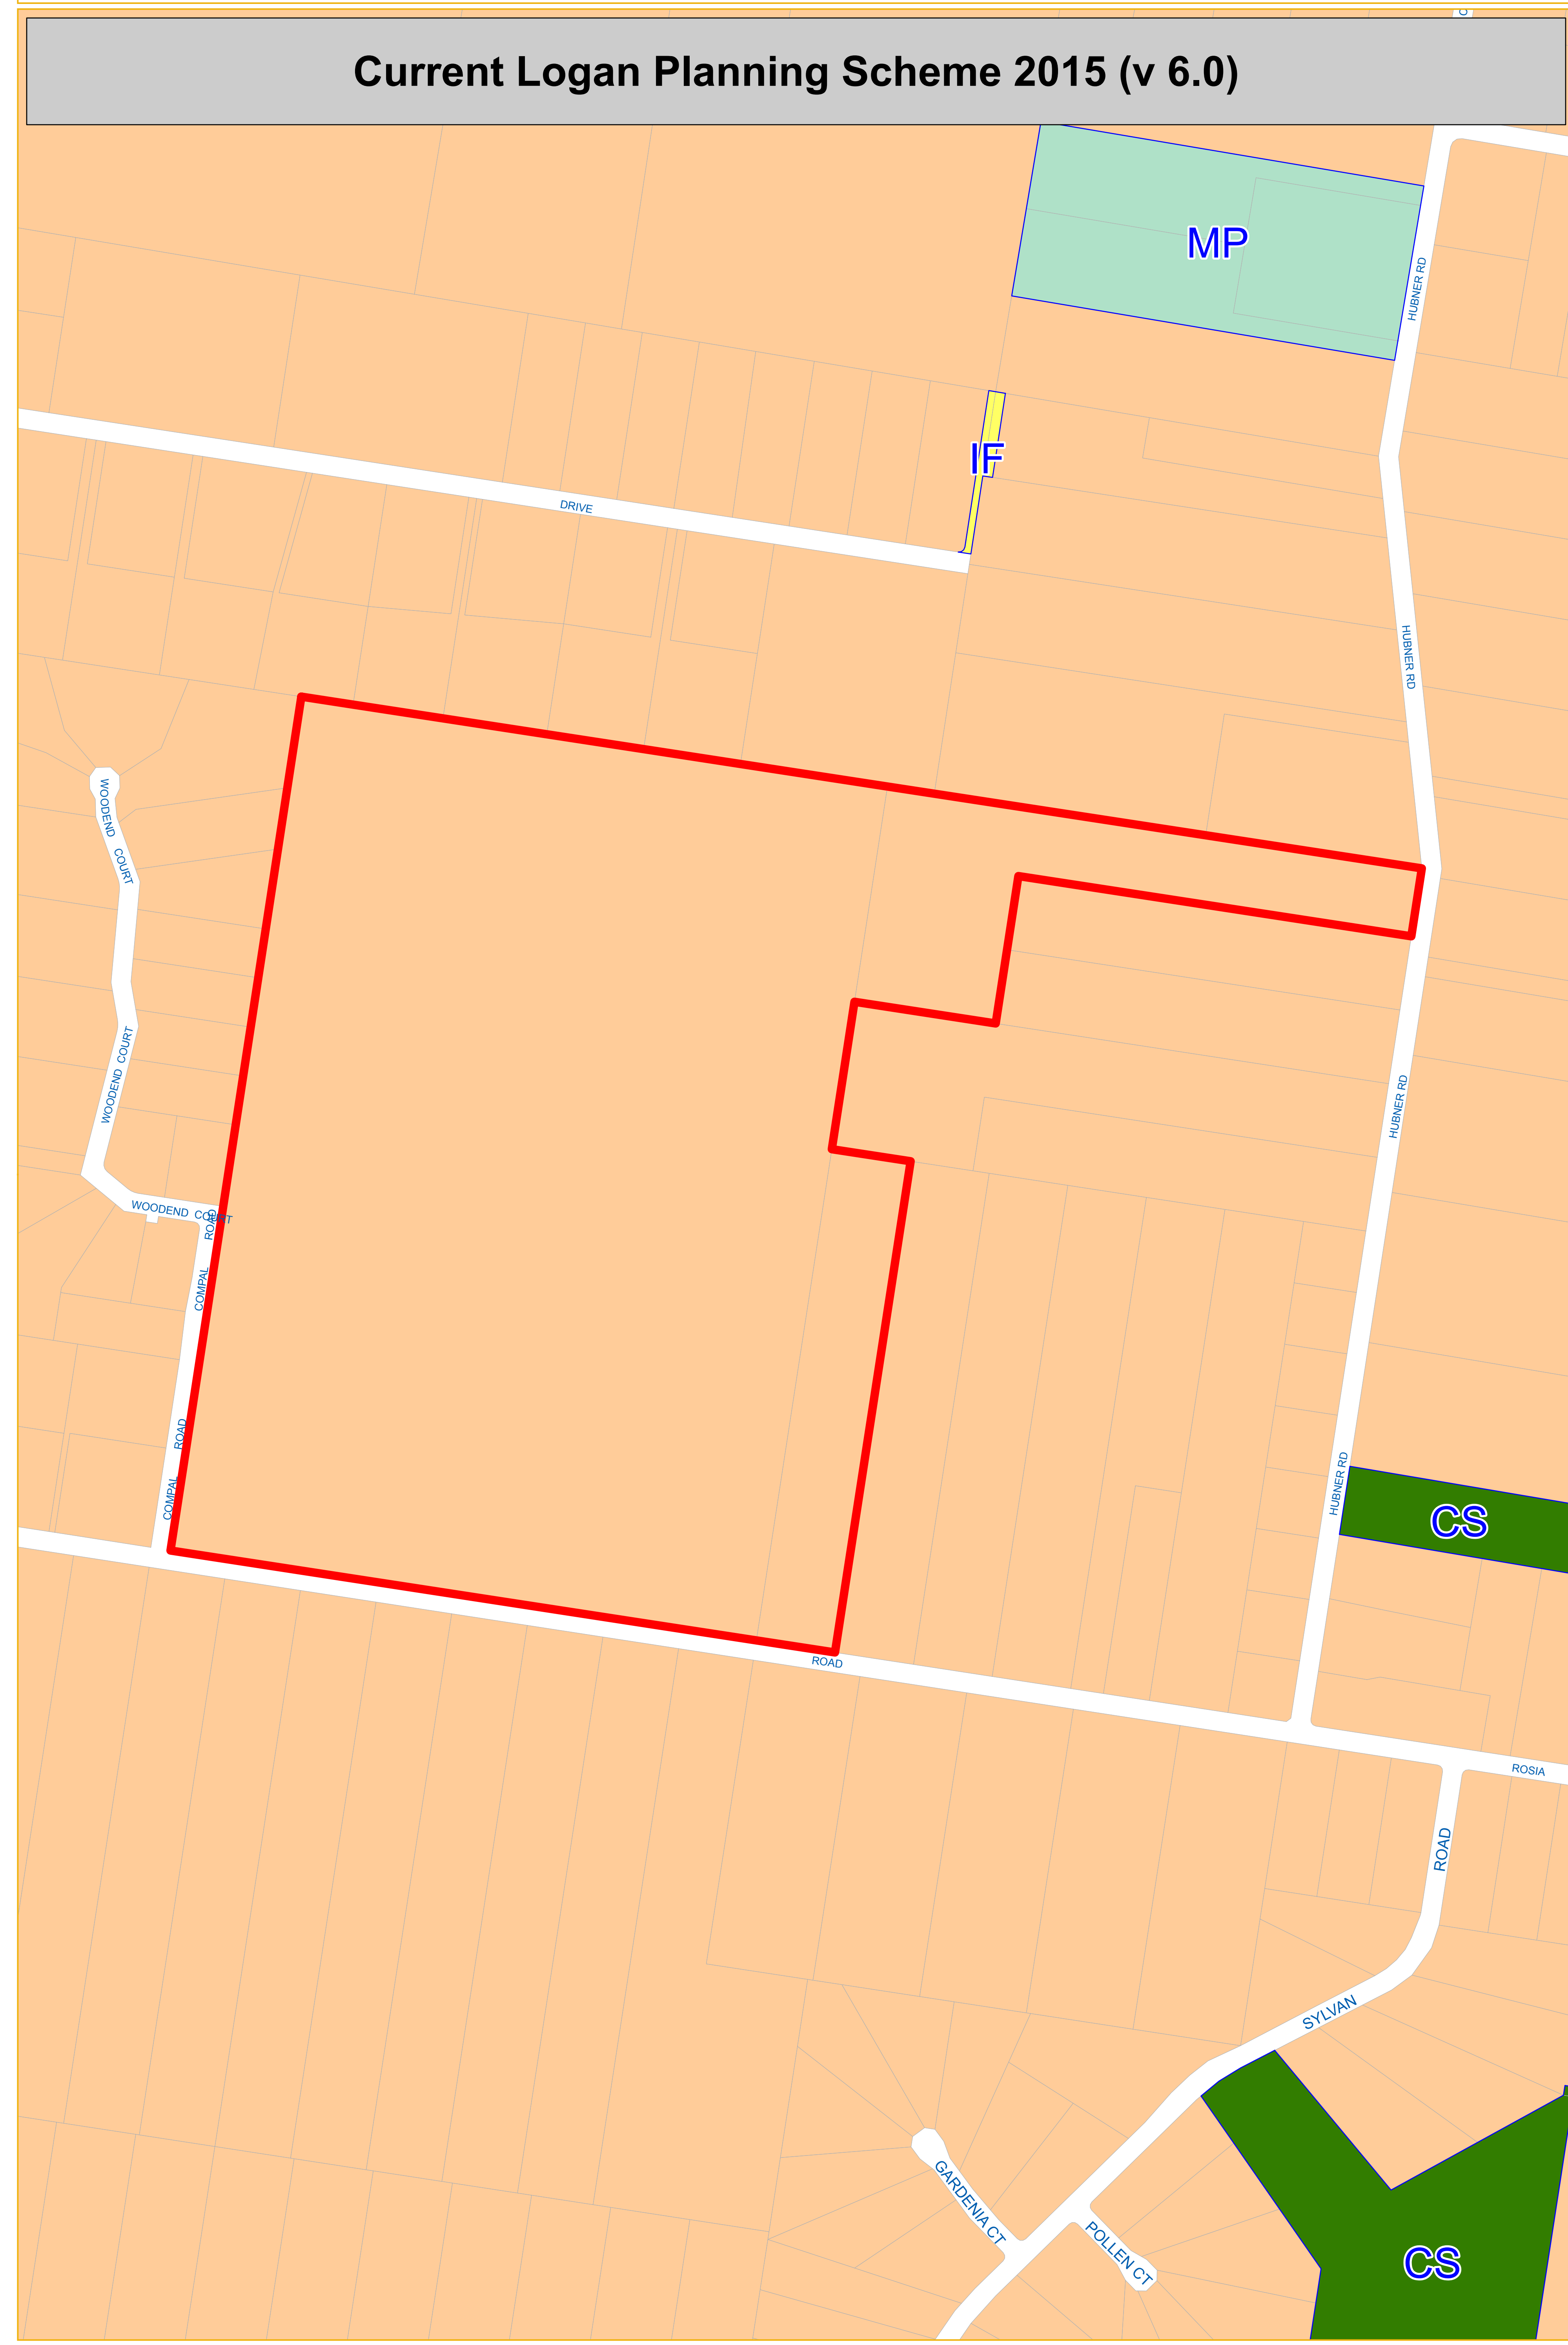 Current Logan Planning Scheme 2015 (v 6.0)
MP
HUBNER RD
IF
DRIVE
HUBNER RD
WOODEND COURT
WOODEND COURT
HUBNER RD
WOODEND COURT
COMPAL ROAD
COMPAL ROAD
HUBNER RD
CS
ROAD
ROSIA
SYLVAN ROAD
GARDENIA CT
POLLEN CT
CS